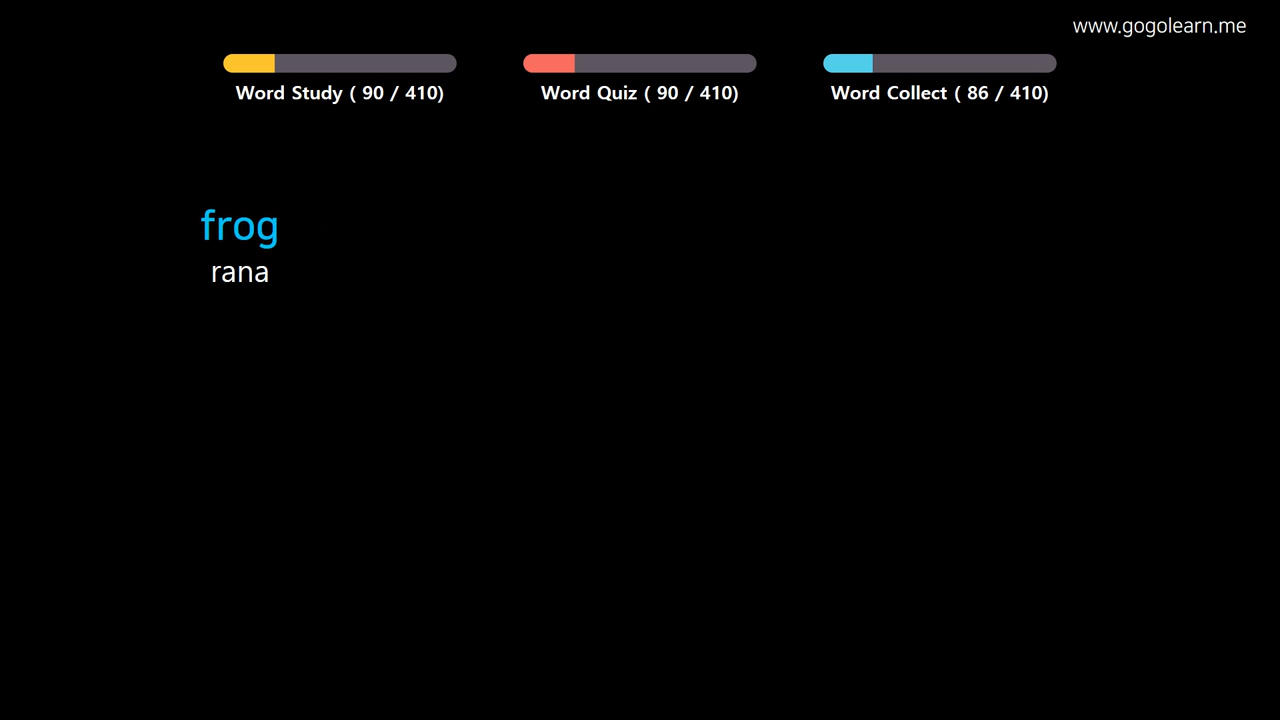 www.gogolearn.me
Word Study ( 90 / 410)
Word Quiz ( 90 / 410)
Word Collect ( 86 / 410)
frog
rana